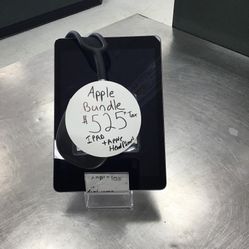 Apple
Bundle
$525 +Tax
IPAD
+Apple
HeadPhones